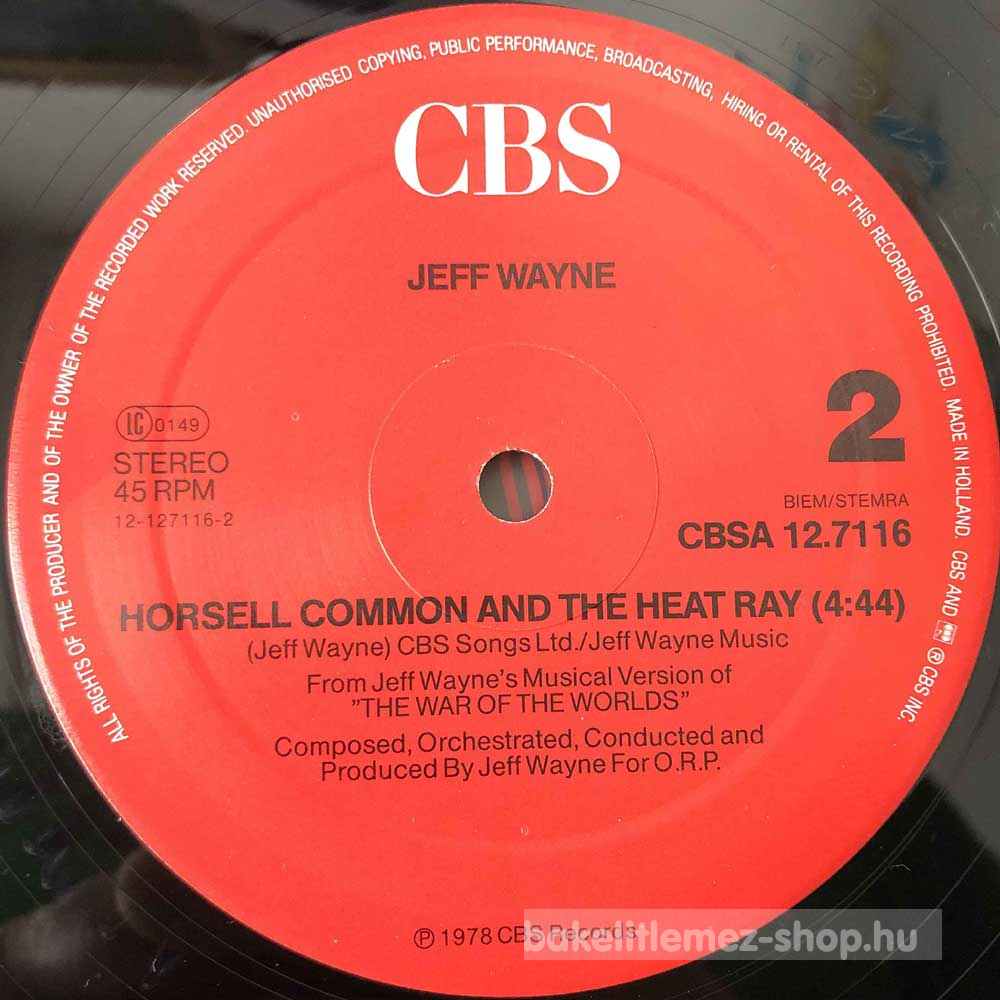 ALL RIGHTS OF THE PRODUCER AND OF THE OWNER OF THE RECORDED WORK RESERVED. UNAUTHORISED COPYING, PUBLIC PERFORMANCE, BROADCASTING, HIRING OR RENTAL OF THIS RECORDING PROHIBITED. MADE IN HOLLAND. CBS AND ® CBS INC.
CBS
JEFF WAYNE
2
LC 0149
STEREO
45 RPM
12-127116-2
BIEM/STEMRA
CBSA 12.7116
HORSELL COMMON AND THE HEAT RAY (4:44)
(Jeff Wayne) CBS Songs Ltd./Jeff Wayne Music
From Jeff Wayne's Musical Version of
"THE WAR OF THE WORLDS"
Composed, Orchestrated, Conducted and
Produced By Jeff Wayne For O.R.P.
℗ 1978 CBS Records
bakelitlemez-shop.hu